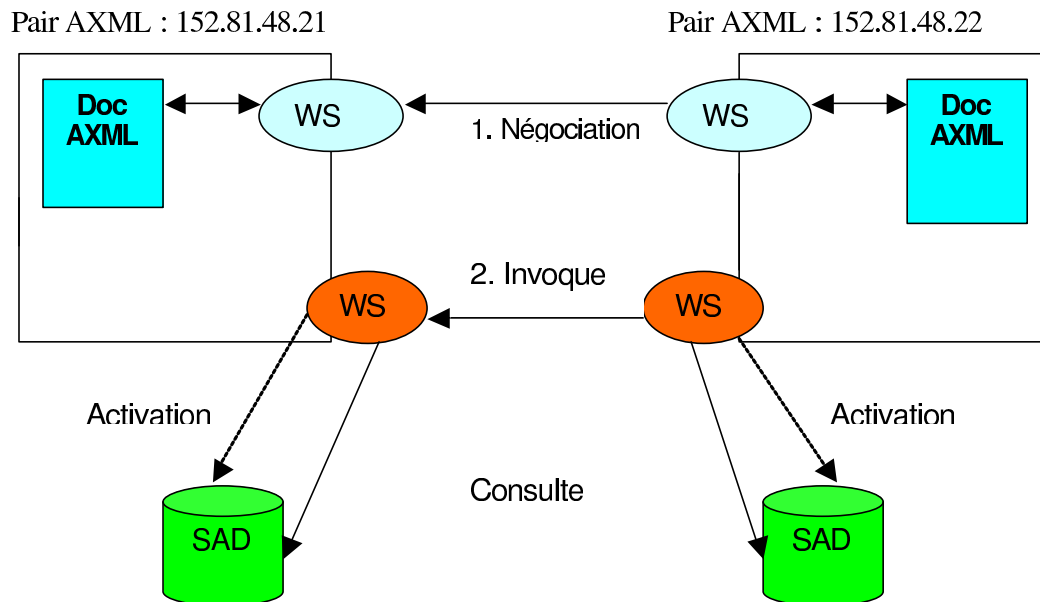 Pair AXML : 152.81.48.21
Pair AXML : 152.81.48.22
Doc
AXML
WS
1. Négociation
WS
Doc
AXML
2. Invoque
WS
WS
Activation
Activation
Consulte
SAD
SAD